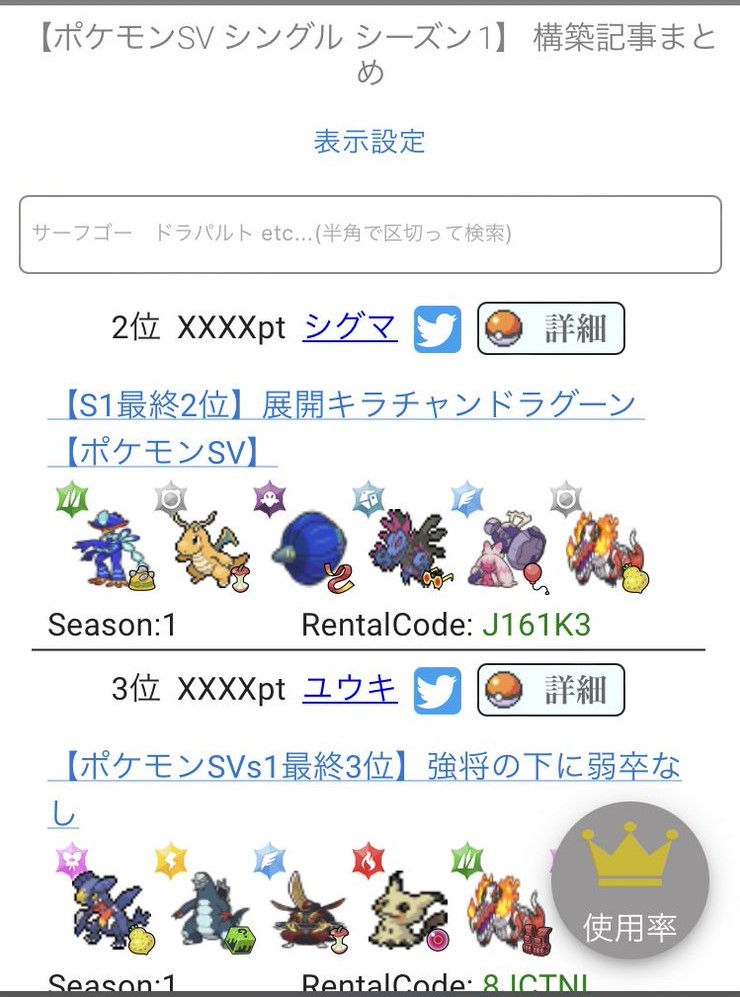 【ポケモンSV シングル シーズン1】 構築記事まと
め
表示設定
サーフゴー　ドラパルト etc...(半角で区切って検索)
2位 XXXXpt シグマ 詳細
【S1最終2位】展開キラチャンドラグーン
【ポケモンSV】
Season:1 RentalCode: J161K3
3位 XXXXpt ユウキ 詳細
【ポケモンSVs1最終3位】強将の下に弱卒な
し
使用率
Season:1 RentalCode: